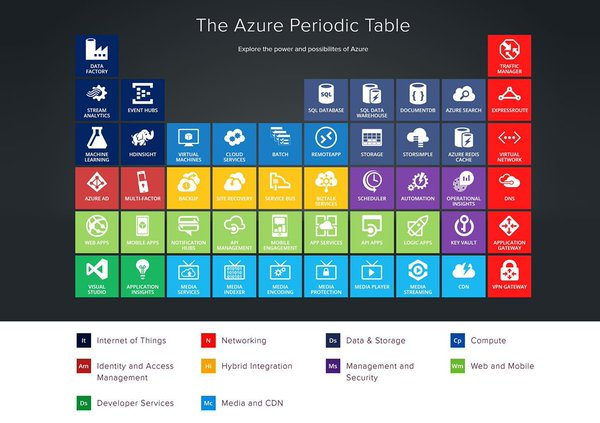 The Azure Periodic Table
Explore the power and possibilites of Azure
DATA
FACTORY
TRAFFIC
MANAGER
STREAM
ANALYTICS
EVENT HUBS
SQL
SQL DATABASE
SQL DATA
WAREHOUSE
DOCUMENTDB
AZURE SEARCH
EXPRESSROUTE
MACHINE
LEARNING
HDINSIGHT
VIRTUAL
MACHINES
CLOUD
SERVICES
BATCH
REMOTEAPP
STORAGE
STORSIMPLE
AZURE REDIS
CACHE
VIRTUAL
NETWORK
AZURE AD
MULTI-FACTOR
BACKUP
SITE RECOVERY
SERVICE BUS
BIZTALK
SERVICES
SCHEDULER
AUTOMATION
OPERATIONAL
INSIGHTS
DNS
WEB APPS
MOBILE APPS
NOTIFICATION
HUBS
API
MANAGEMENT
MOBILE
ENGAGEMENT
APP SERVICES
API APPS
LOGIC APPS
KEY VAULT
APPLICATION
GATEWAY
VISUAL
STUDIO
APPLICATION
INSIGHTS
MEDIA
SERVICES
MEDIA
INDEXER
MEDIA
ENCODING
MEDIA
PROTECTION
MEDIA PLAYER
MEDIA
STREAMING
CDN
VPN GATEWAY
It Internet of Things
N Networking
Ds Data & Storage
Cp Compute
Am Identity and Access
Management
Hi Hybrid Integration
Ms Management and
Security
Wm Web and Mobile
Ds Developer Services
Mc Media and CDN